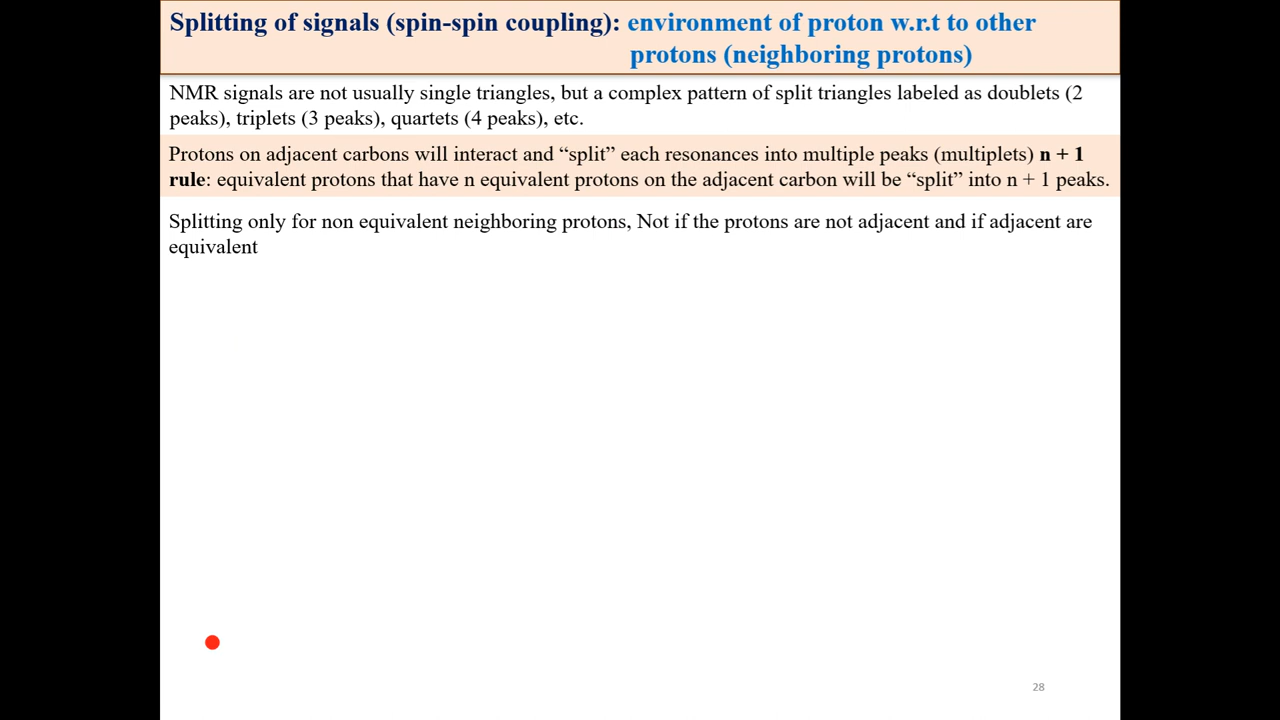 Splitting of signals (spin-spin coupling): environment of proton w.r.t to other
protons (neighboring protons)
NMR signals are not usually single triangles, but a complex pattern of split triangles labeled as doublets (2
peaks), triplets (3 peaks), quartets (4 peaks), etc.
Protons on adjacent carbons will interact and “split” each resonances into multiple peaks (multiplets) n + 1
rule: equivalent protons that have n equivalent protons on the adjacent carbon will be “split” into n + 1 peaks.
Splitting only for non equivalent neighboring protons, Not if the protons are not adjacent and if adjacent are
equivalent
28